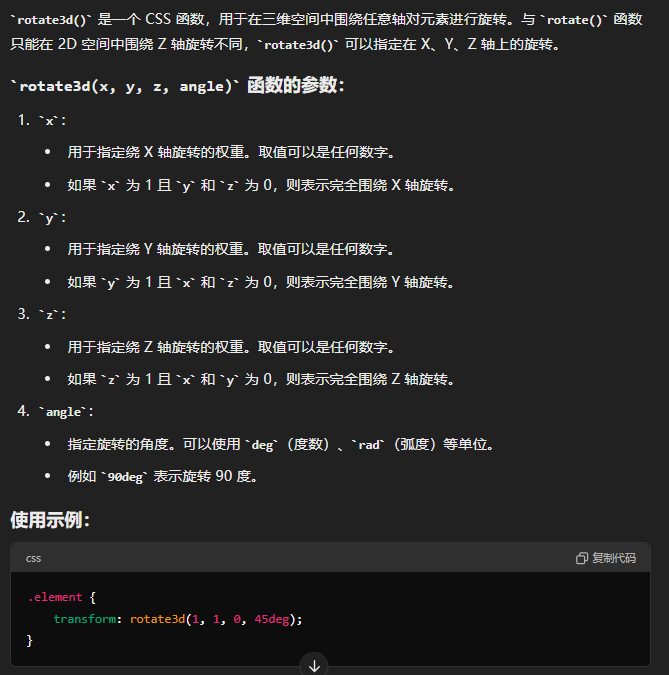 `rotate3d()` 是一个 CSS 函数，用于在三维空间中围绕任意轴对元素进行旋转。与 `rotate()` 函数
只能在 2D 空间中围绕 Z 轴旋转不同，`rotate3d()` 可以指定在 X、Y、Z 轴上的旋转。
`rotate3d(x, y, z, angle)` 函数的参数：
1. `x`：
• 用于指定绕 X 轴旋转的权重。取值可以是任何数字。
• 如果 `x` 为 1 且 `y` 和 `z` 为 0，则表示完全围绕 X 轴旋转。
2. `y`：
• 用于指定绕 Y 轴旋转的权重。取值可以是任何数字。
• 如果 `y` 为 1 且 `x` 和 `z` 为 0，则表示完全围绕 Y 轴旋转。
3. `z`：
• 用于指定绕 Z 轴旋转的权重。取值可以是任何数字。
• 如果 `z` 为 1 且 `x` 和 `y` 为 0，则表示完全围绕 Z 轴旋转。
4. `angle`：
• 指定旋转的角度。可以使用 `deg`（度数）、`rad`（弧度）等单位。
• 例如 `90deg` 表示旋转 90 度。
使用示例：
css 复制代码
.element {
    transform: rotate3d(1, 1, 0, 45deg);
}